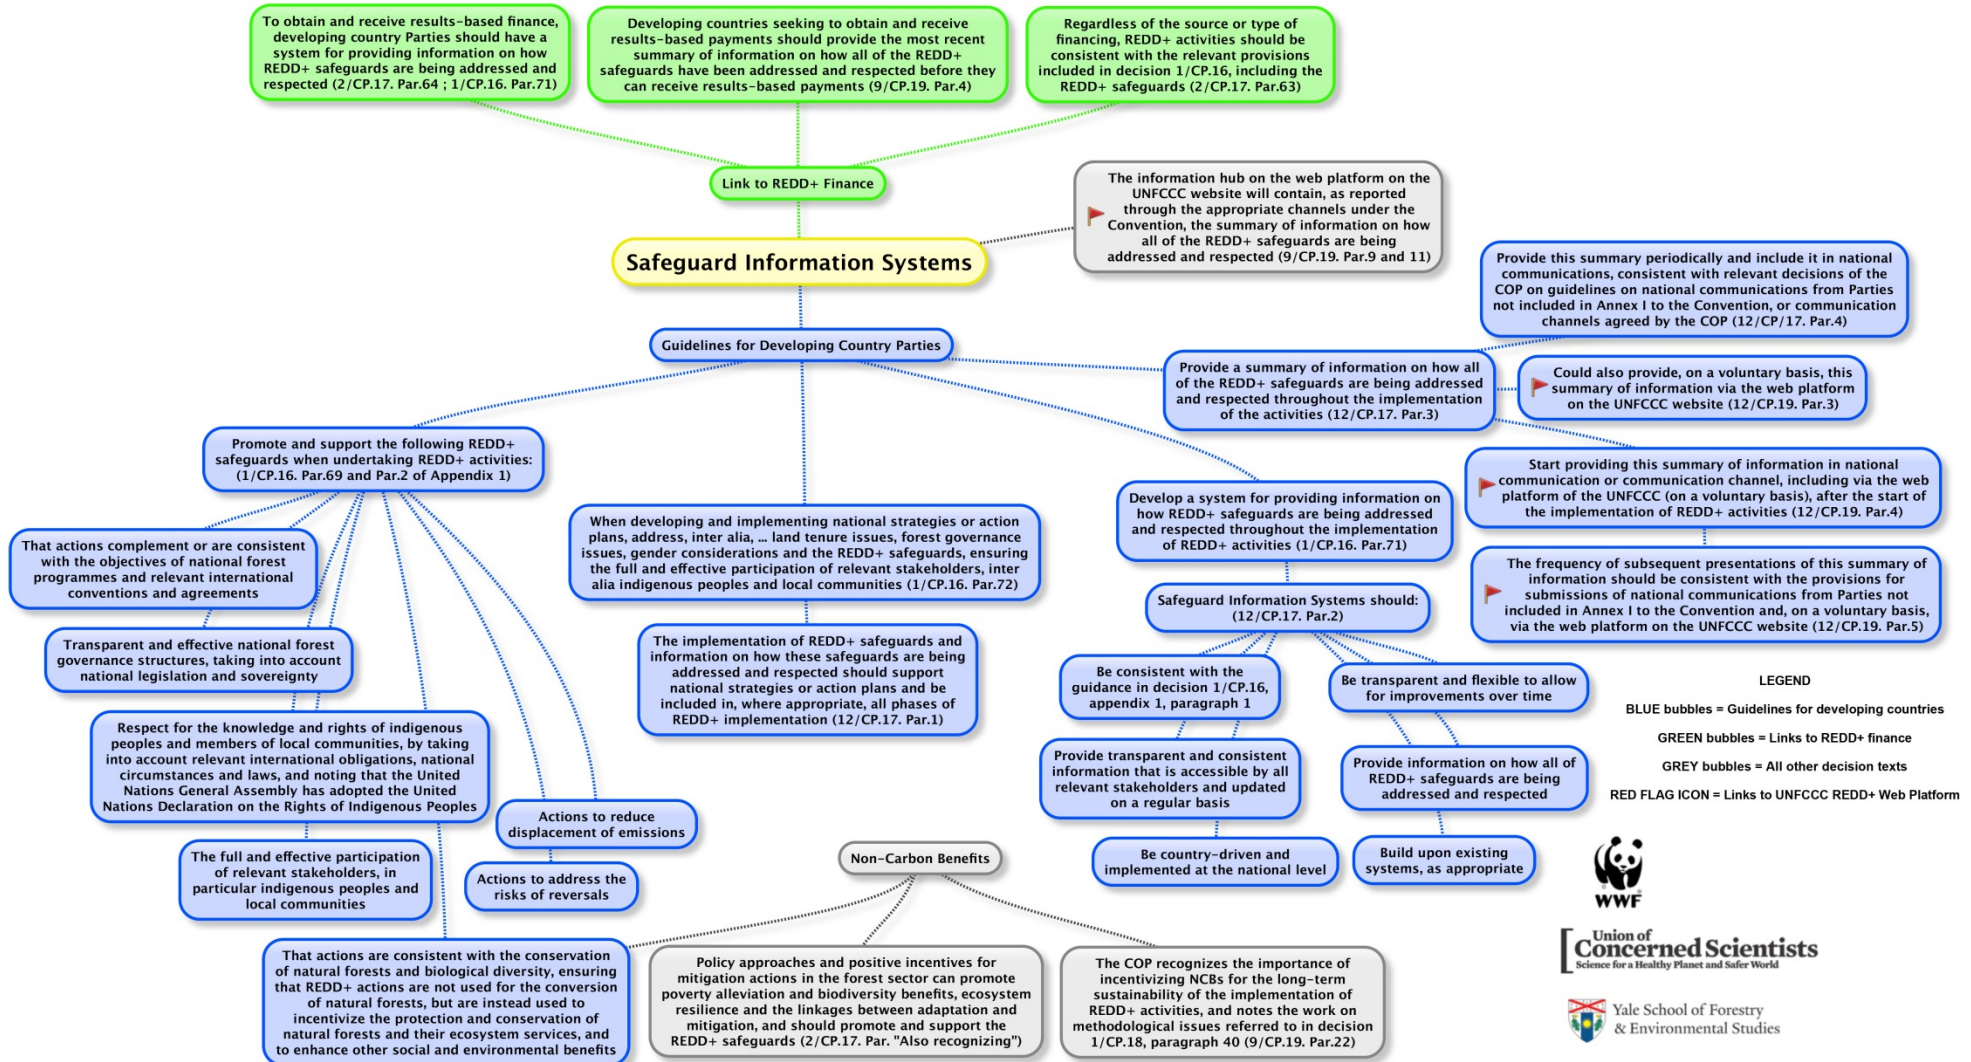 To obtain and receive results-based finance,
developing country Parties should have a
system for providing information on how
REDD+ safeguards are being addressed and
respected (2/CP.17. Par.64 ; 1/CP.16. Par.71)
Developing countries seeking to obtain and receive
results-based payments should provide the most recent
summary of information on how all of the REDD+
safeguards have been addressed and respected before they
can receive results-based payments (9/CP.19. Par.4)
Regardless of the source or type of
financing, REDD+ activities should be
consistent with the relevant provisions
included in decision 1/CP.16, including the
REDD+ safeguards (2/CP.17. Par.63)
Link to REDD+ Finance
The information hub on the web platform on the
UNFCCC website will contain, as reported
through the appropriate channels under the
Convention, the summary of information on how
all of the REDD+ safeguards are being
addressed and respected (9/CP.19. Par.9 and 11)
Safeguard Information Systems
Provide this summary periodically and include it in national
communications, consistent with relevant decisions of the
COP on guidelines on national communications from Parties
not included in Annex I to the Convention, or communication
channels agreed by the COP (12/CP/17. Par.4)
Guidelines for Developing Country Parties
Provide a summary of information on how all
of the REDD+ safeguards are being addressed
and respected throughout the implementation
of the activities (12/CP.17. Par.3)
Could also provide, on a voluntary basis, this
summary of information via the web platform
on the UNFCCC website (12/CP.19. Par.3)
Promote and support the following REDD+
safeguards when undertaking REDD+ activities:
(1/CP.16. Par.69 and Par.2 of Appendix 1)
Start providing this summary of information in national
communication or communication channel, including via the web
platform of the UNFCCC (on a voluntary basis), after the start of
the implementation of REDD+ activities (12/CP.19. Par.4)
When developing and implementing national strategies or action
plans, address, inter alia, ... land tenure issues, forest governance
issues, gender considerations and the REDD+ safeguards, ensuring
the full and effective participation of relevant stakeholders, inter
alia indigenous peoples and local communities (1/CP.16. Par.72)
Develop a system for providing information on
how REDD+ safeguards are being addressed
and respected throughout the implementation
of REDD+ activities (1/CP.16. Par.71)
That actions complement or are consistent
with the objectives of national forest
programmes and relevant international
conventions and agreements
The frequency of subsequent presentations of this summary of
information should be consistent with the provisions for
submissions of national communications from Parties not
included in Annex I to the Convention and, on a voluntary basis,
via the web platform on the UNFCCC website (12/CP.19. Par.5)
Safeguard Information Systems should:
(12/CP.17. Par.2)
Transparent and effective national forest
governance structures, taking into account
national legislation and sovereignty
The implementation of REDD+ safeguards and
information on how these safeguards are being
addressed and respected should support
national strategies or action plans and be
included in, where appropriate, all phases of
REDD+ implementation (12/CP.17. Par.1)
Be consistent with the
guidance in decision 1/CP.16,
appendix 1, paragraph 1
Be transparent and flexible to allow
for improvements over time
Respect for the knowledge and rights of indigenous
peoples and members of local communities, by taking
into account relevant international obligations, national
circumstances and laws, and noting that the United
Nations General Assembly has adopted the United
Nations Declaration on the Rights of Indigenous Peoples
Provide transparent and consistent
information that is accessible by all
relevant stakeholders and updated
on a regular basis
Provide information on how all of
REDD+ safeguards are being
addressed and respected
LEGEND
BLUE bubbles = Guidelines for developing countries
GREEN bubbles = Links to REDD+ finance
GREY bubbles = All other decision texts
RED FLAG ICON = Links to UNFCCC REDD+ Web Platform
Actions to reduce
displacement of emissions
The full and effective participation
of relevant stakeholders, in
particular indigenous peoples and
local communities
Actions to address the
risks of reversals
Non-Carbon Benefits
Be country-driven and
implemented at the national level
Build upon existing
systems, as appropriate
WWF
That actions are consistent with the conservation
of natural forests and biological diversity, ensuring
that REDD+ actions are not used for the conversion
of natural forests, but are instead used to
incentivize the protection and conservation of
natural forests and their ecosystem services, and
to enhance other social and environmental benefits
Policy approaches and positive incentives for
mitigation actions in the forest sector can promote
poverty alleviation and biodiversity benefits, ecosystem
resilience and the linkages between adaptation and
mitigation, and should promote and support the
REDD+ safeguards (2/CP.17. Par. "Also recognizing")
The COP recognizes the importance of
incentivizing NCBs for the long-term
sustainability of the implementation of
REDD+ activities, and notes the work on
methodological issues referred to in decision
1/CP.18, paragraph 40 (9/CP.19. Par.22)
Union of
Concerned Scientists
Science for a Healthy Planet and Safer World
Yale School of Forestry
& Environmental Studies